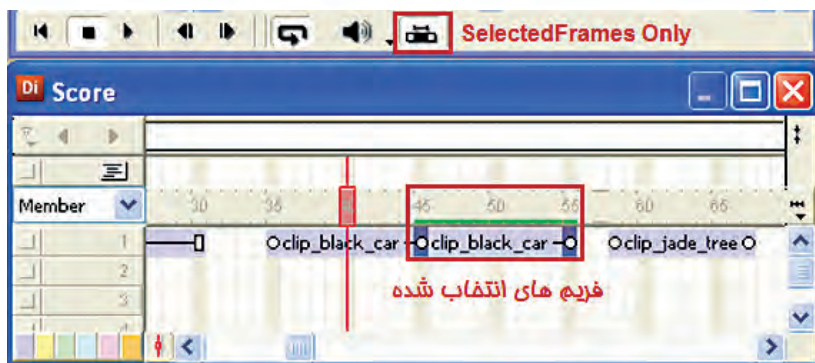 SelectedFrames Only
Di Score
Member 30 35 45 50 55 60 65
1 clip_black_car clip_black_car clip_jade_tree
2
3
فریم های انتخاب شده